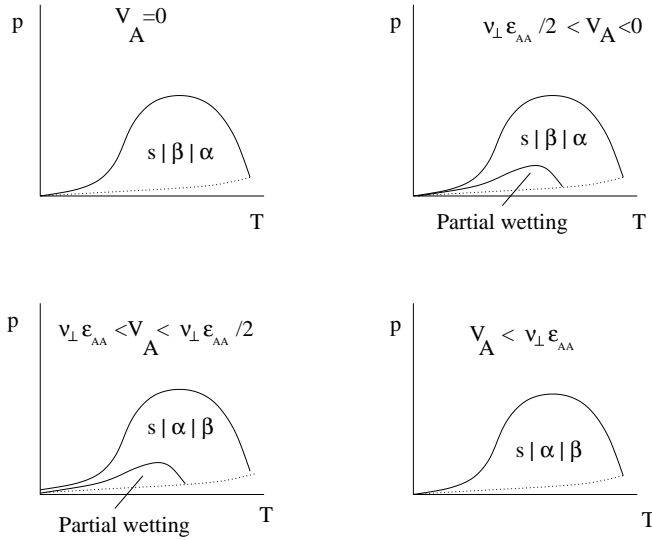 p
V_A=0
s | β | α
T
p
ν⊥ ε_AA /2 < V_A<0
s | β | α
T
Partial wetting
p
ν⊥ ε_AA <V_A< ν⊥ ε_AA /2
s | α | β
Partial wetting
T
p
V_A < ν⊥ ε_AA
s | α | β
T